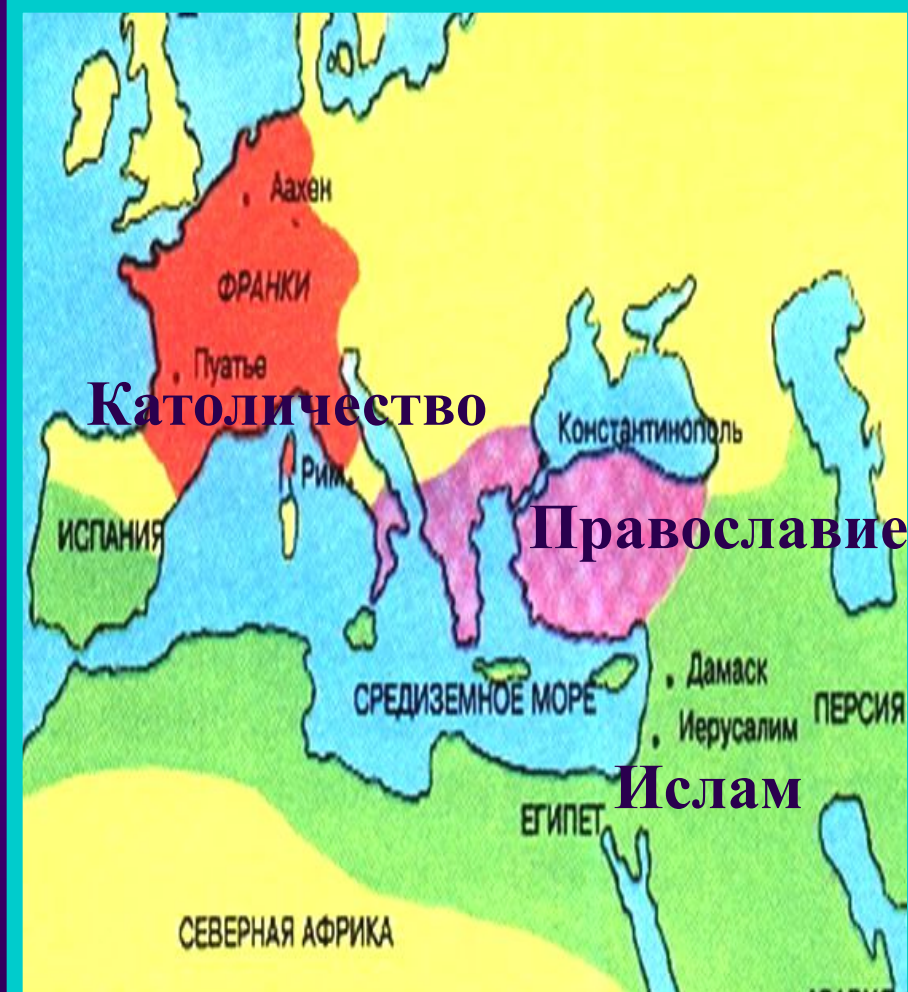 Аахен
ФРАНКИ
Пуатье
Католичество
Константинополь
Рим
Православие
ИСПАНИЯ
Дамаск
СРЕДИЗЕМНОЕ МОРЕ
ПЕРСИЯ
Иерусалим
Ислам
ЕГИПЕТ
СЕВЕРНАЯ АФРИКА